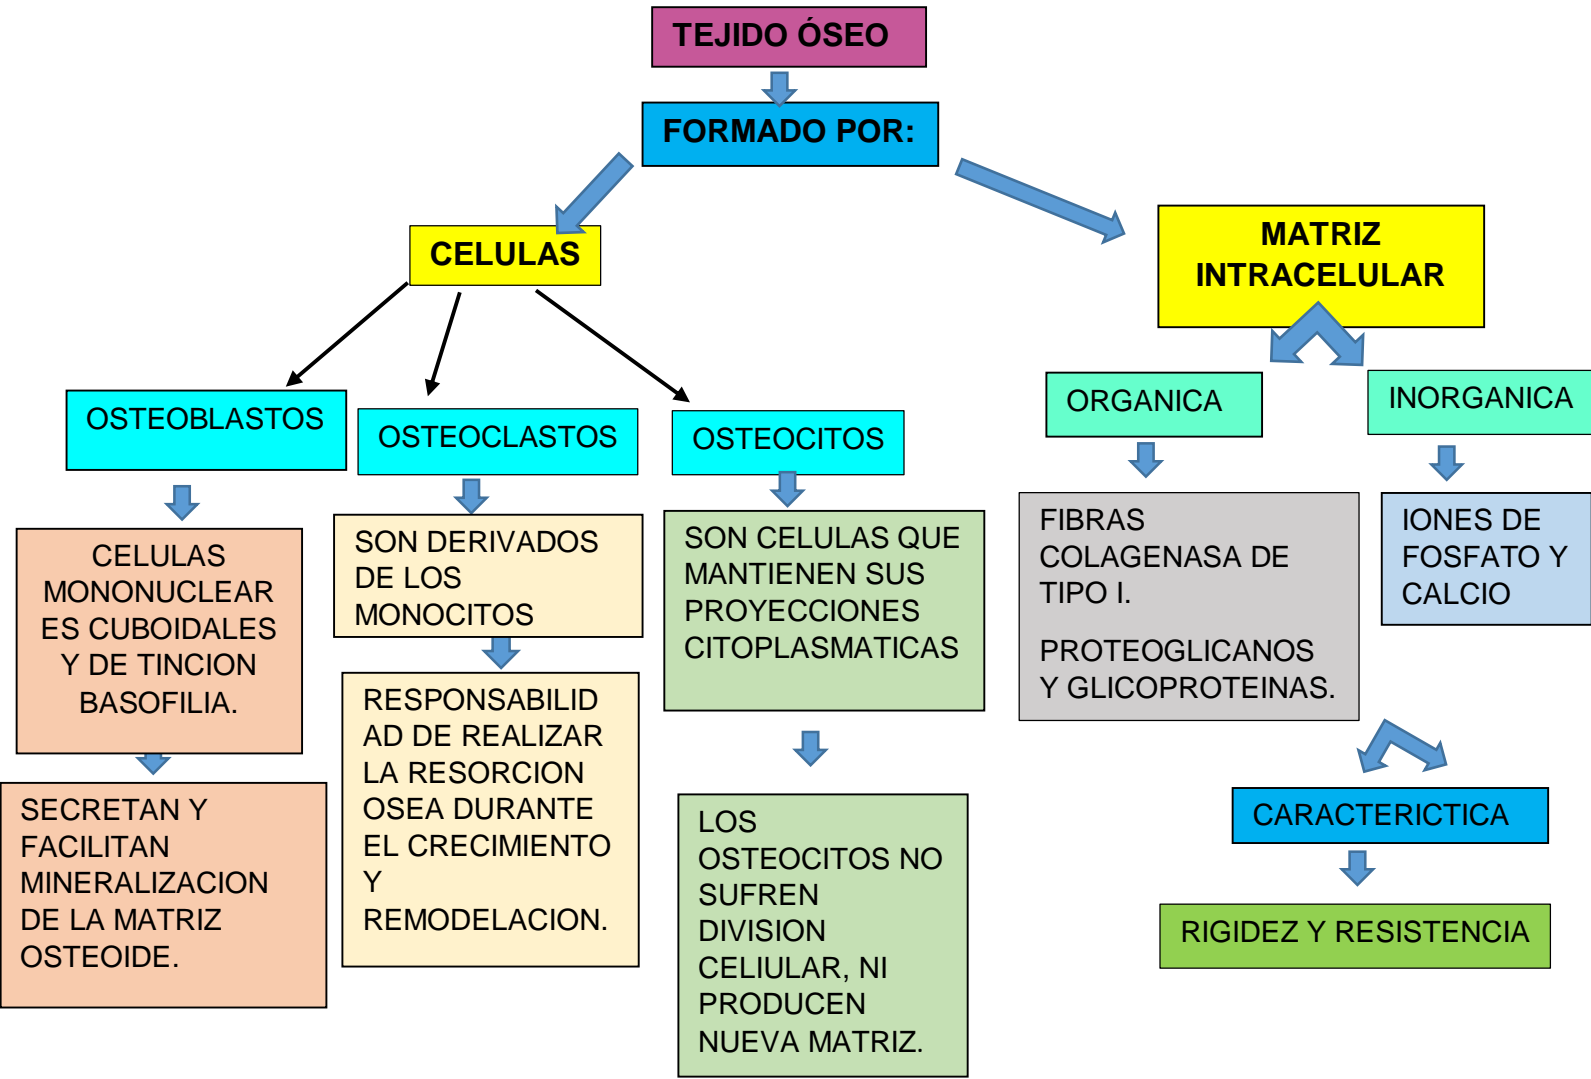 TEJIDO ÓSEO
FORMADO POR:
CELULAS
MATRIZ
INTRACELULAR
OSTEOBLASTOS
OSTEOCLASTOS
OSTEOCITOS
ORGANICA
INORGANICA
CELULAS
MONONUCLEAR
ES CUBOIDALES
Y DE TINCION
BASOFILIA.
SECRETAN Y
FACILITAN
MINERALIZACION
DE LA MATRIZ
OSTEOIDE.
SON DERIVADOS
DE LOS
MONOCITOS
RESPONSABILID
AD DE REALIZAR
LA RESORCION
OSEA DURANTE
EL CRECIMIENTO
Y
REMODELACION.
SON CELULAS QUE
MANTIENEN SUS
PROYECCIONES
CITOPLASMATICAS
LOS
OSTEOCITOS NO
SUFREN
DIVISION
CELIULAR, NI
PRODUCEN
NUEVA MATRIZ.
FIBRAS
COLAGENASA DE
TIPO I.
PROTEOGLICANOS
Y GLICOPROTEINAS.
IONES DE
FOSFATO Y
CALCIO
CARACTERICTICA
RIGIDEZ Y RESISTENCIA